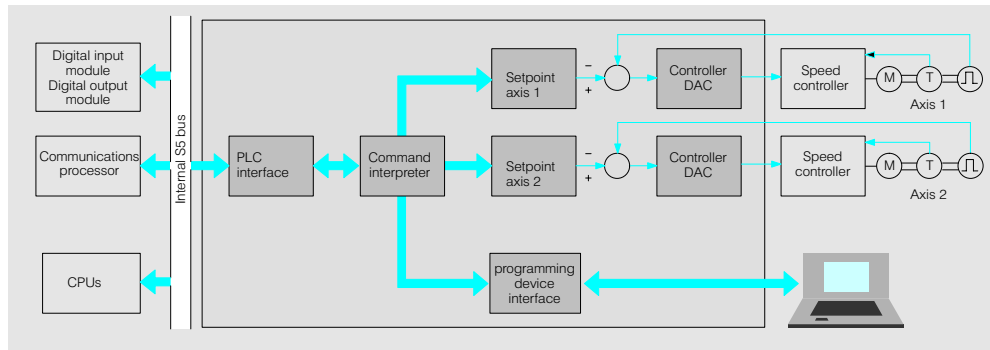 Digital input
module
Digital output
module
Communications
processor
CPUs
Internal S5 bus
PLC
interface
Command
interpreter
Setpoint
axis 1
–
+
Controller
DAC
Speed
controller
M
T
Axis 1
Setpoint
axis 2
–
+
Controller
DAC
Speed
controller
M
T
Axis 2
programming
device
interface